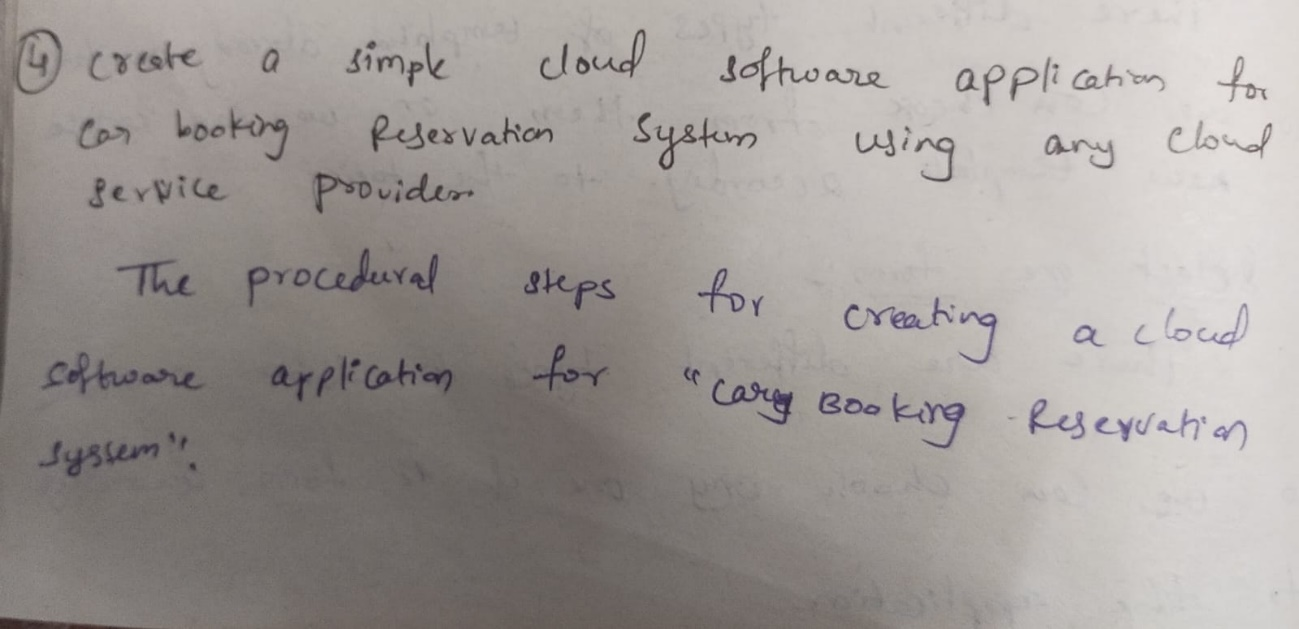 ④ create a simple cloud software application for
Car booking Reservation System using any Cloud
Service provider.
The procedural steps for creating a cloud
software application for "Car Booking Reservation
System".